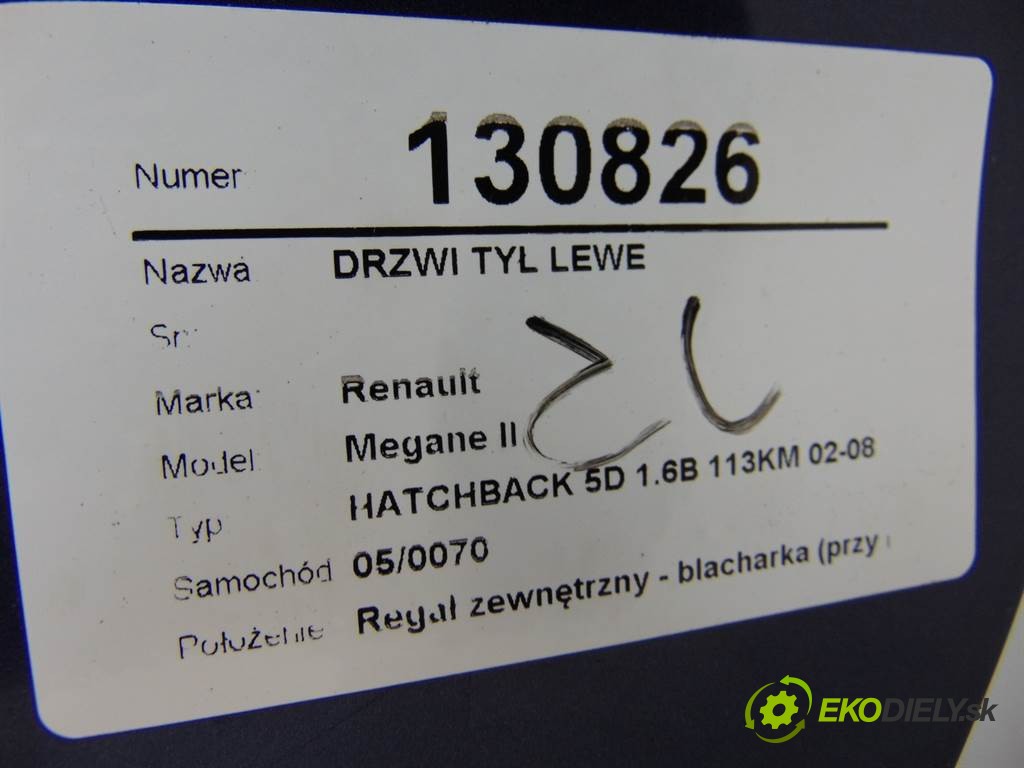 Numer 130826
Nazwa DRZWI TYŁ LEWE
Sn
Marka Renault
Model Megane II
Typ HATCHBACK 5D 1.6B 113KM 02-08
Samochód 05/0070
Położenie Regał zewnętrzny - blacharka (przy
EKODIELY.sk